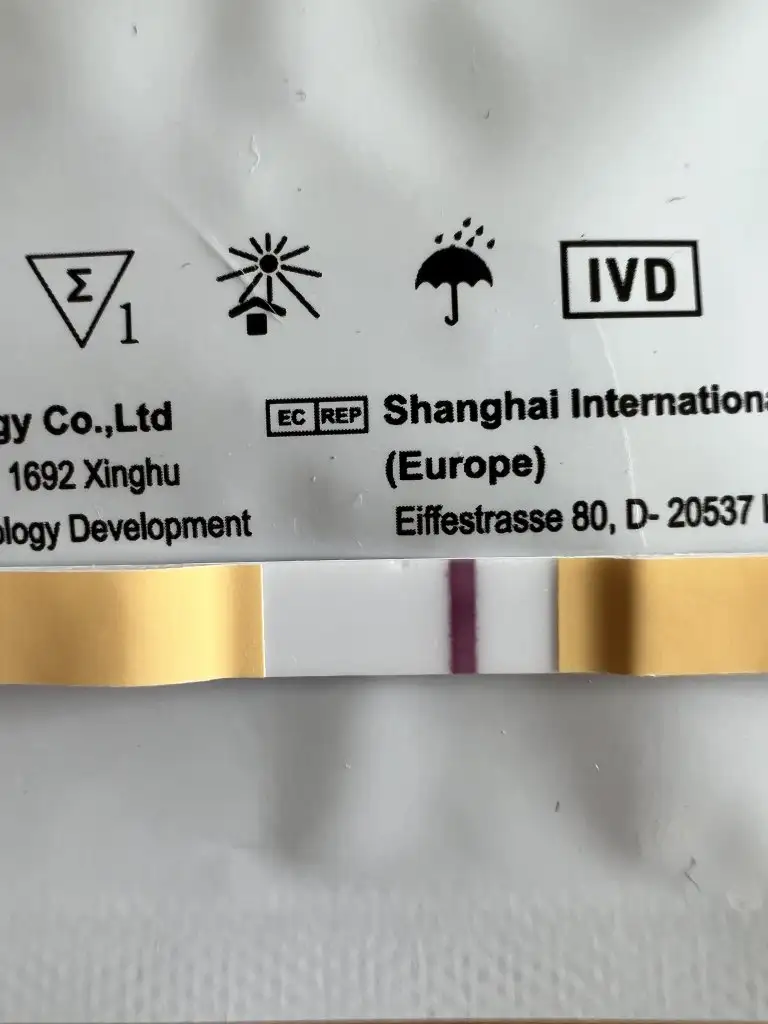 Σ 1
IVD
gy Co.,Ltd
1692 Xinghu
ology Development
EC REP Shanghai Internationa
(Europe)
Eiffestrasse 80, D- 20537